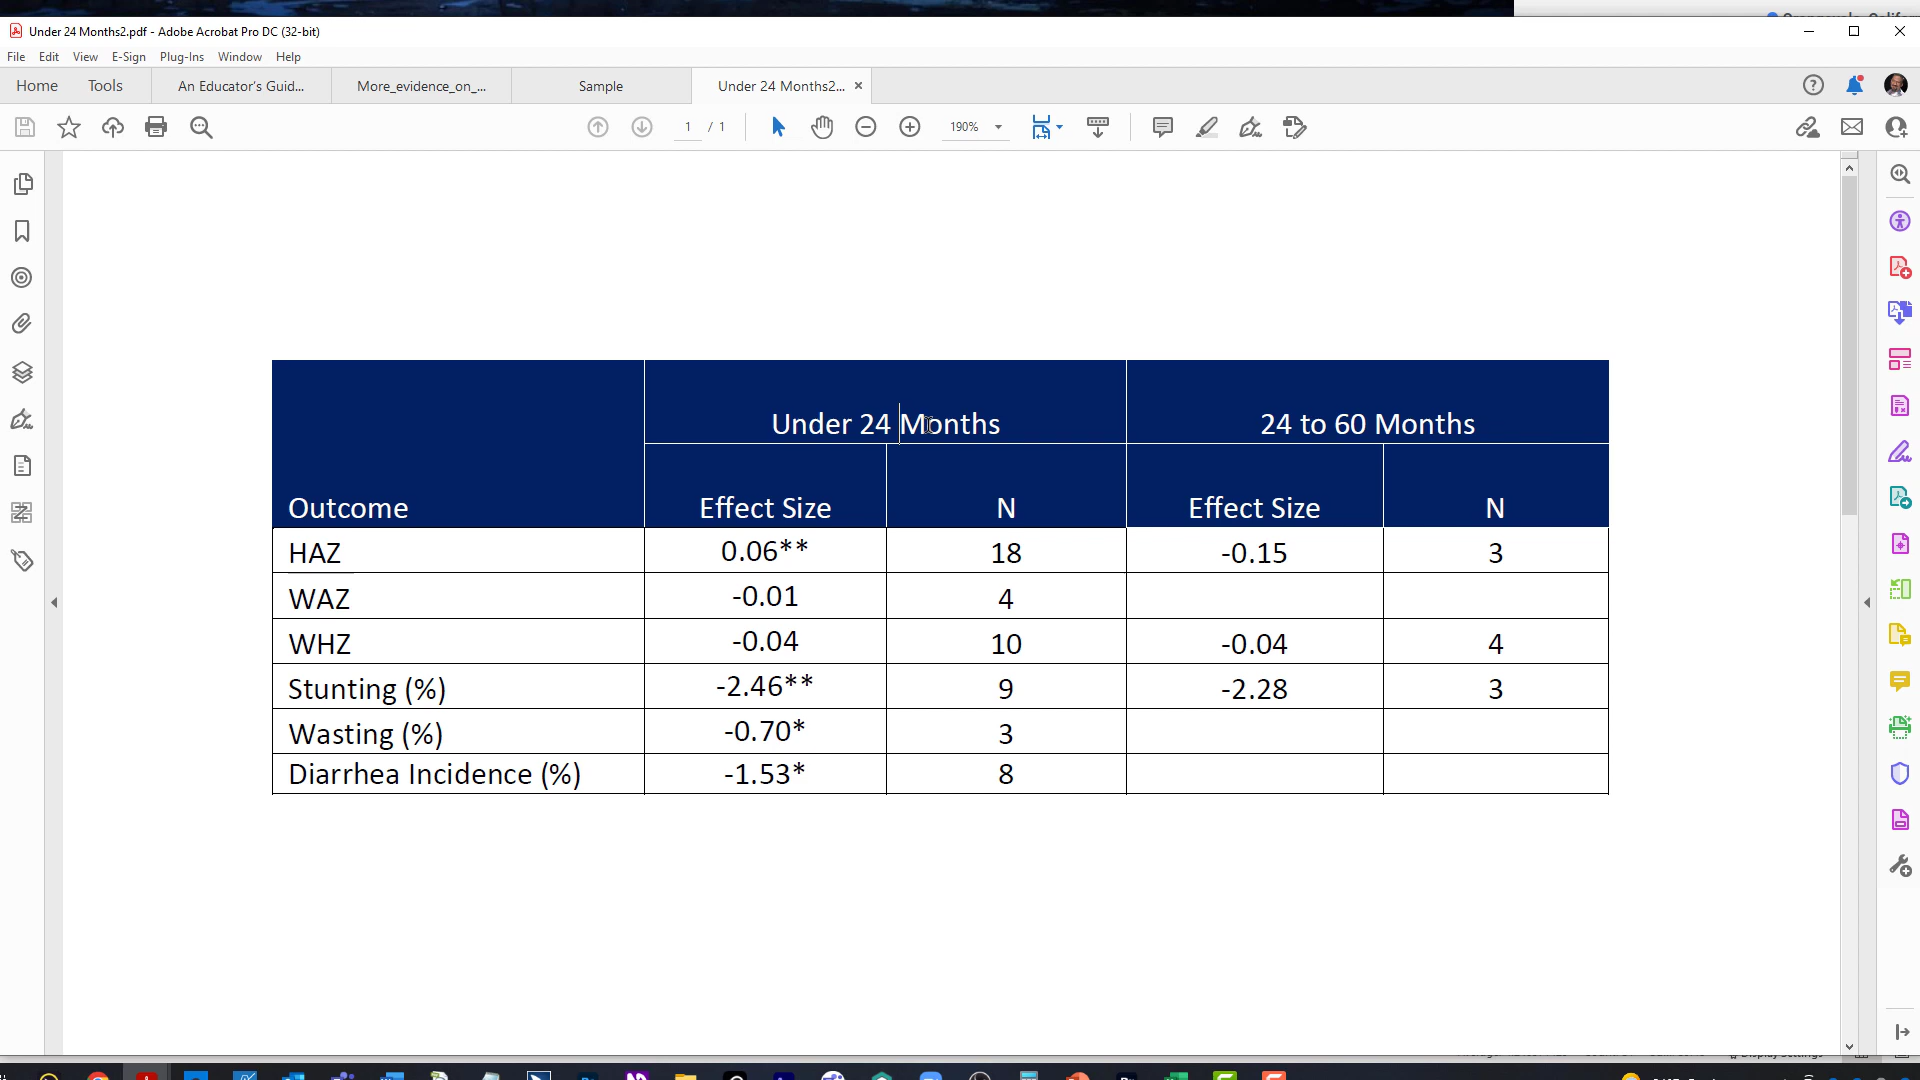 Under 24 Months2.pdf - Adobe Acrobat Pro DC (32-bit)
File Edit View E-Sign Plug-Ins Window Help
Home Tools An Educator's Guid... More_evidence_on_... Sample Under 24 Months2...
1 / 1 190%
Under 24 Months 24 to 60 Months
Outcome Effect Size N Effect Size N
HAZ 0.06** 18 -0.15 3
WAZ -0.01 4
WHZ -0.04 10 -0.04 4
Stunting (%) -2.46** 9 -2.28 3
Wasting (%) -0.70* 3
Diarrhea Incidence (%) -1.53* 8